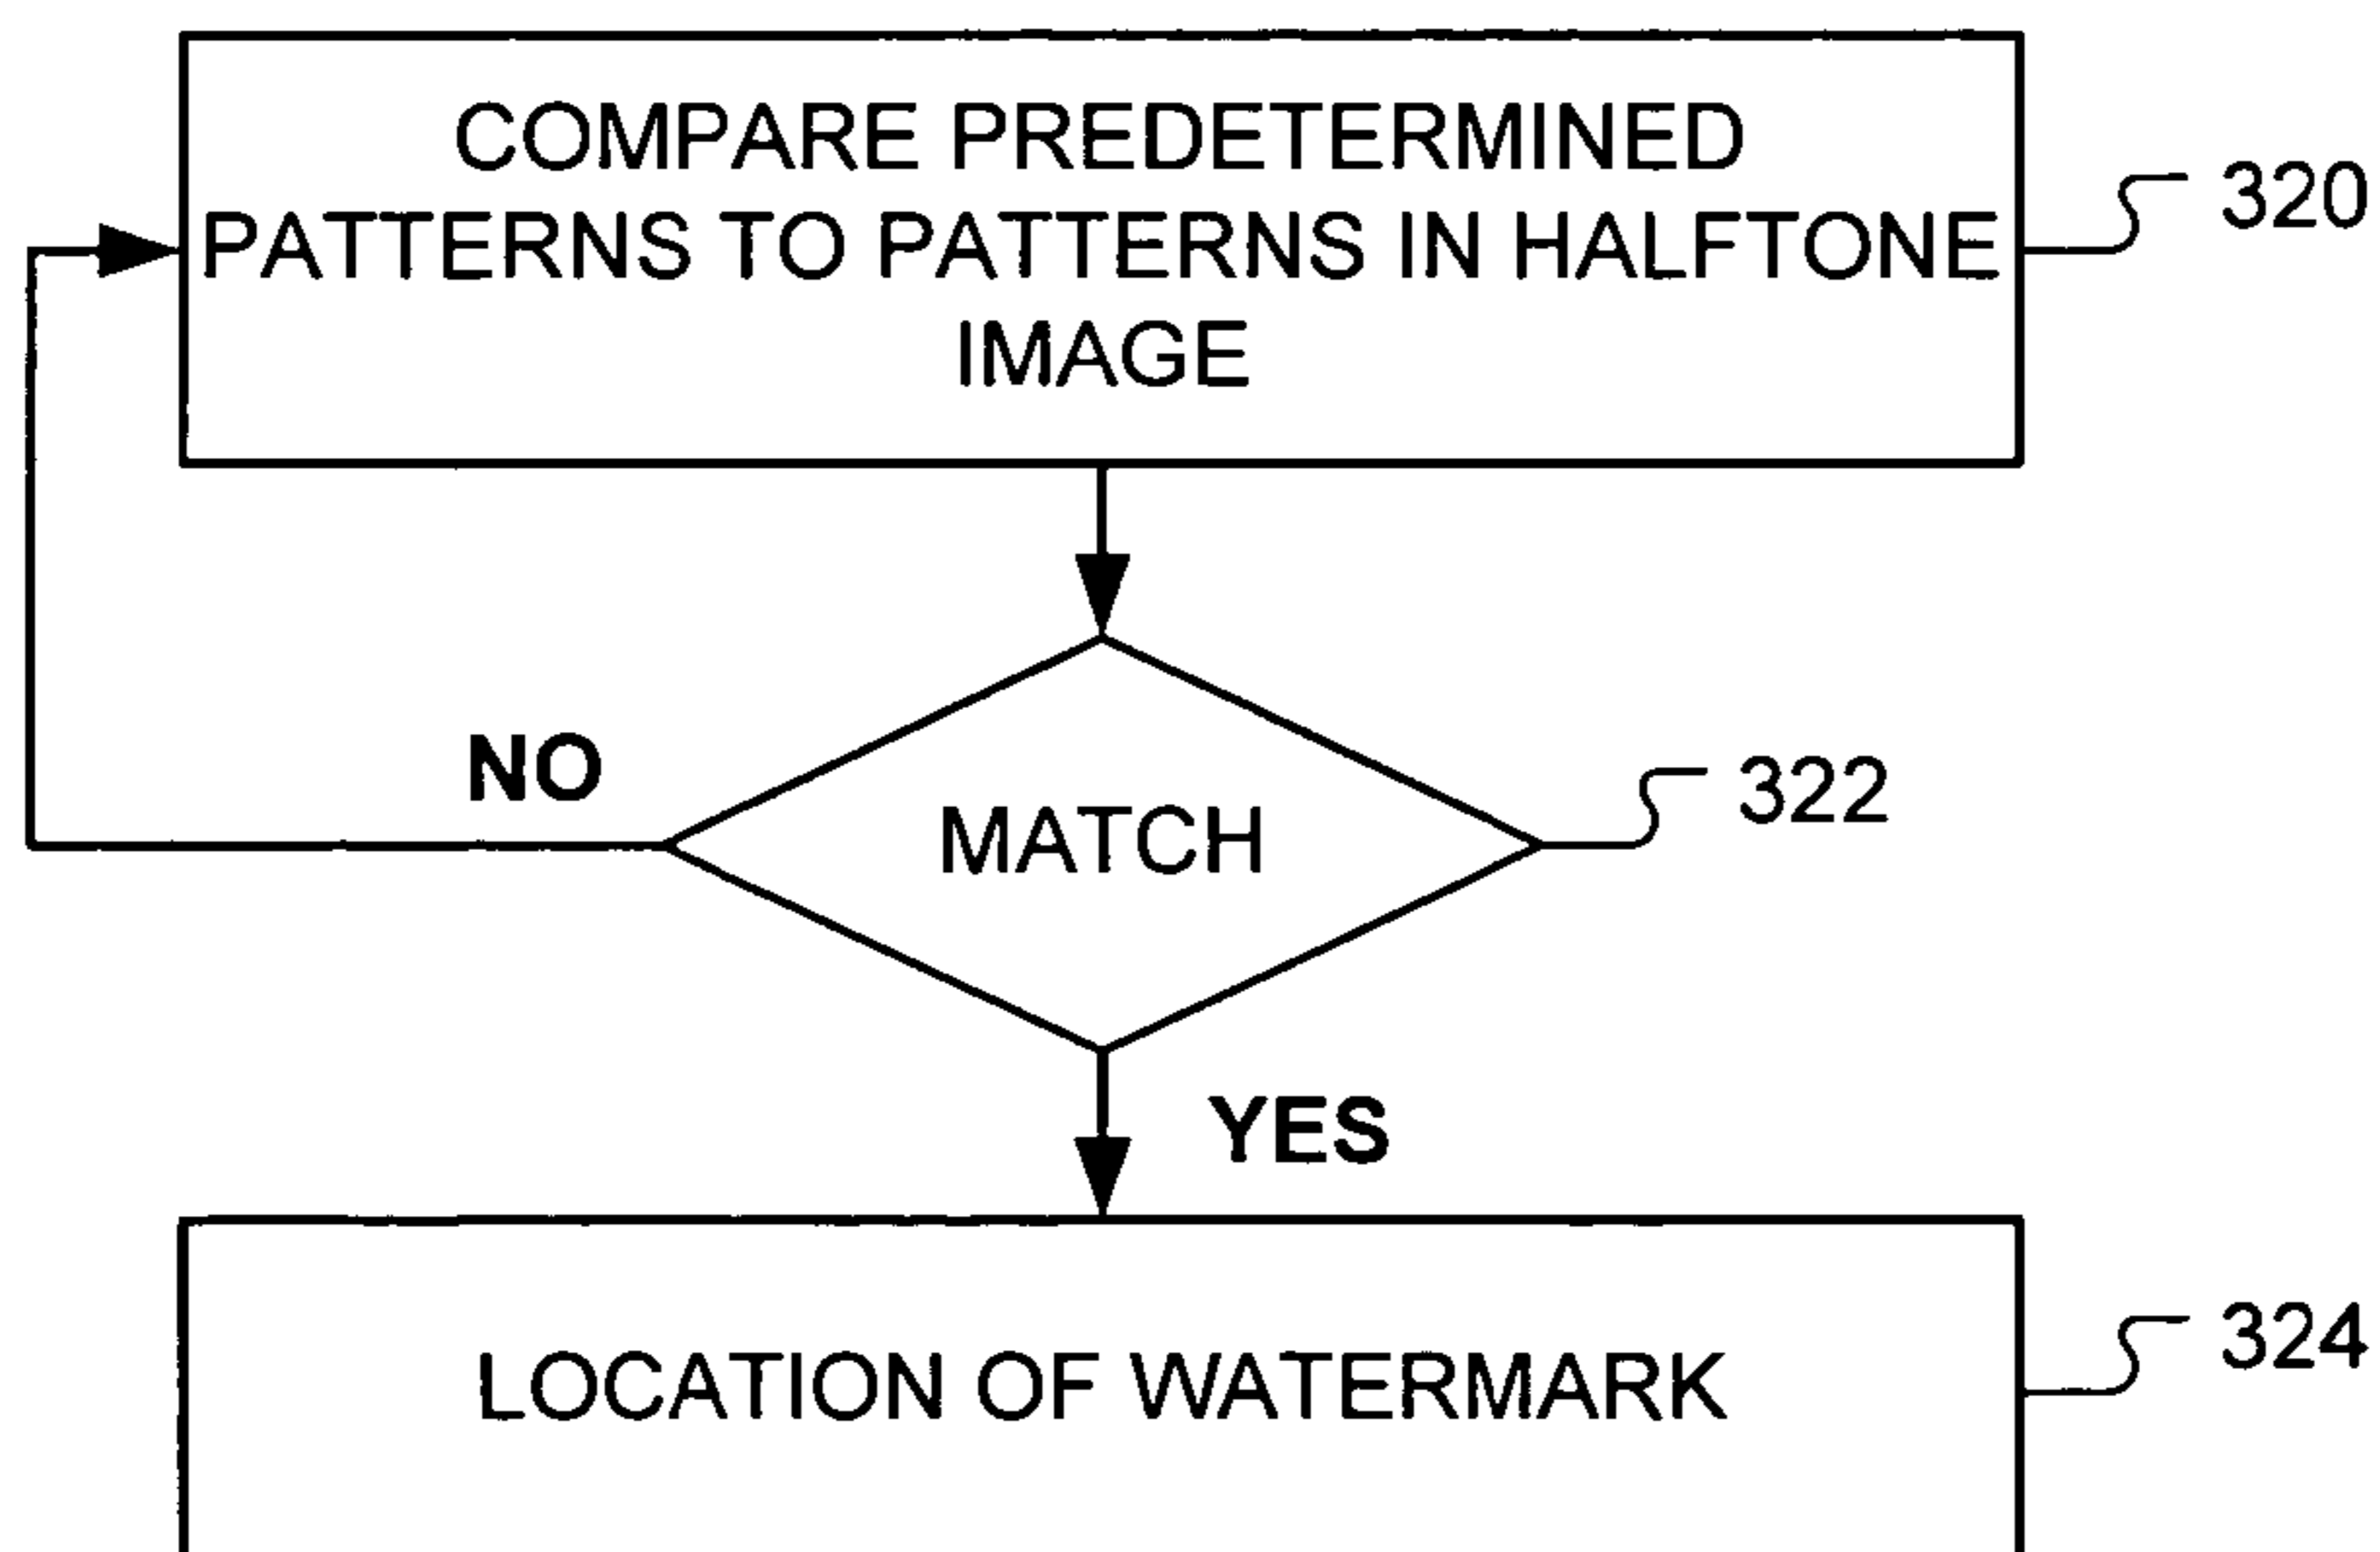 COMPARE PREDETERMINED
PATTERNS TO PATTERNS IN HALFTONE
IMAGE
320
NO
MATCH
322
YES
LOCATION OF WATERMARK
324